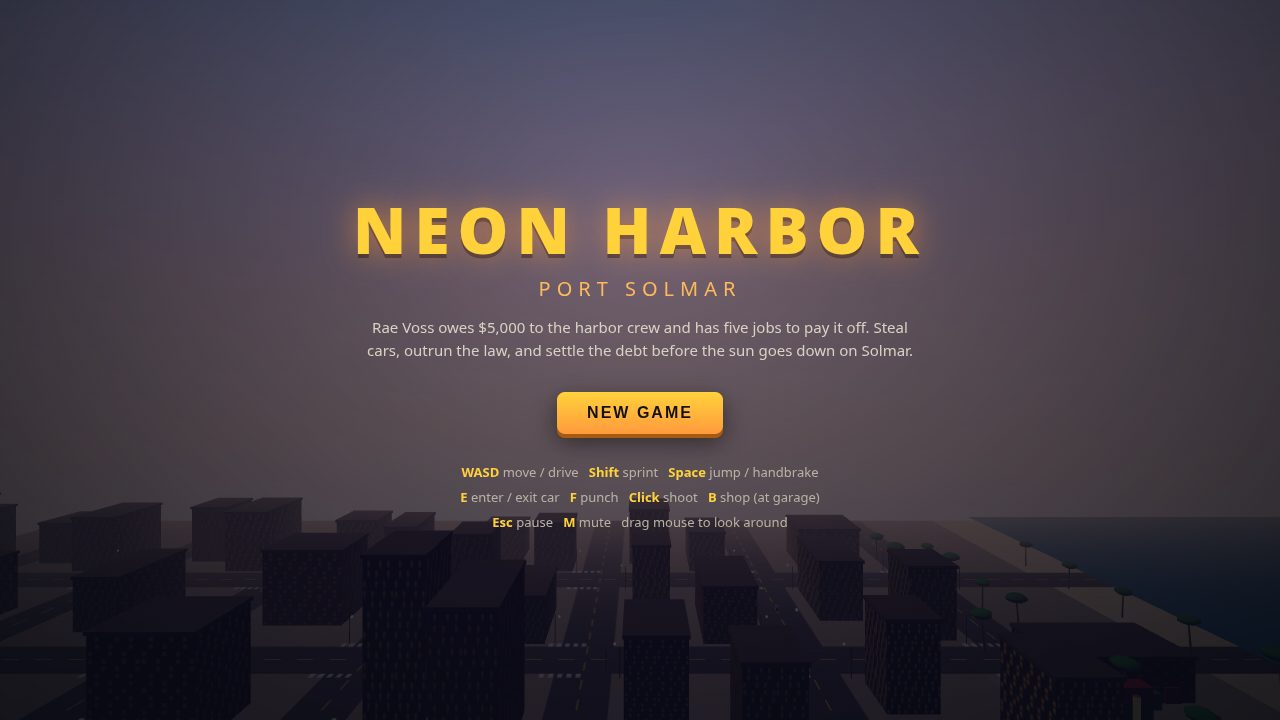 NEON HARBOR
PORT SOLMAR
Rae Voss owes $5,000 to the harbor crew and has five jobs to pay it off. Steal
cars, outrun the law, and settle the debt before the sun goes down on Solmar.
NEW GAME
WASD move / drive Shift sprint Space jump / handbrake
E enter / exit car F punch Click shoot B shop (at garage)
Esc pause M mute drag mouse to look around